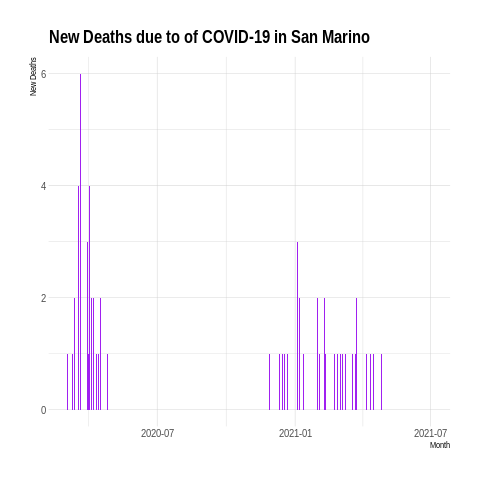 New Deaths due to of COVID-19 in San Marino
New Deaths
6
4
2
0
2020-07
2021-01
2021-07
Month